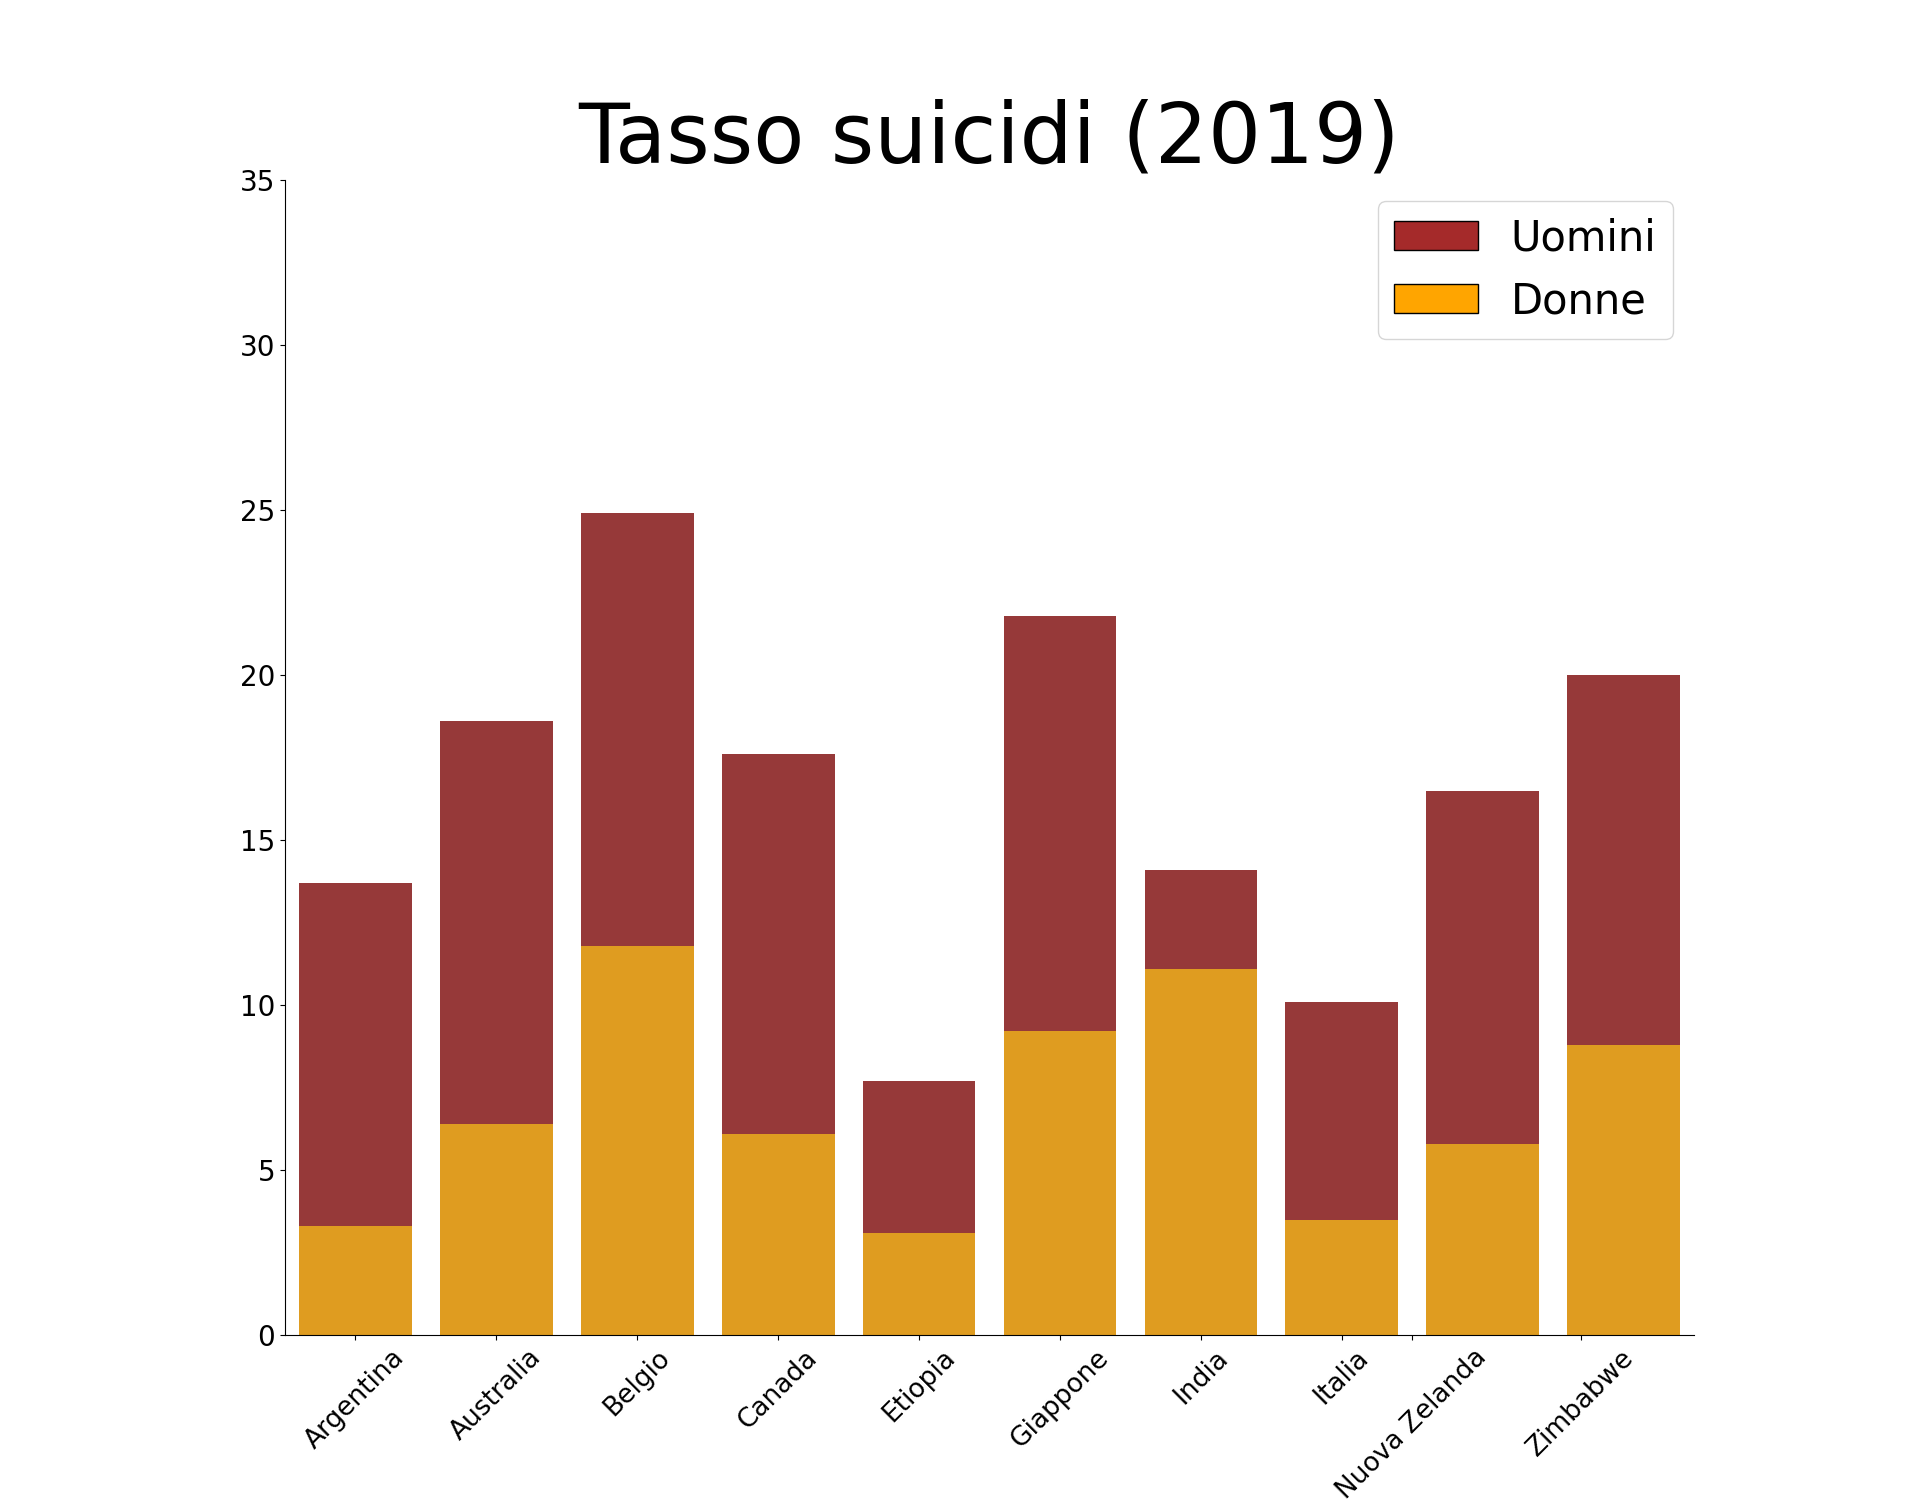 Tasso suicidi (2019)
Uomini
Donne
35
30
25
20
15
10
5
0
Argentina
Australia
Belgio
Canada
Etiopia
Giappone
India
Italia
Nuova Zelanda
Zimbabwe